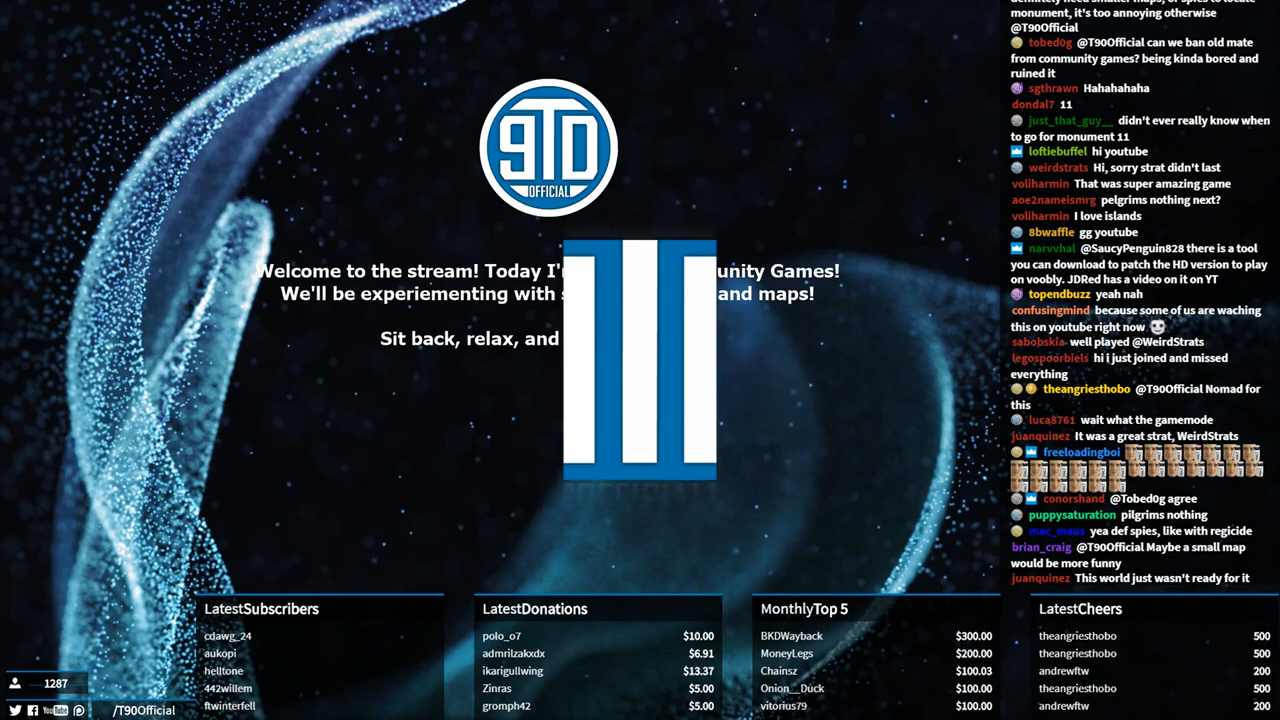 9TD
OFFICIAL
Welcome to the stream! Today I' unity Games!
We'll be experiementing with and maps!
Sit back, relax, and
monument, it's too annoying otherwise
@T90Official
tobed0g @T90Official can we ban old mate
from community games? being kinda bored and
ruined it
sgthrawn Hahahahaha
dondal7 11
just_that_guy__ didn't ever really know when
to go for monument 11
loftiebuffel hi youtube
weirdstrats Hi, sorry strat didn't last
voliharmin That was super amazing game
aoe2nameismrg pelgrims nothing next?
voliharmin I love islands
8bwaffle gg youtube
narvvhal @SaucyPenguin828 there is a tool
you can download to patch the HD version to play
on voobly. JDRed has a video on it on YT
topendbuzz yeah nah
confusingmind because some of us are waching
this on youtube right now
sabobskia well played @WeirdStrats
legospoorbiels hi i just joined and missed
everything
theangriesthobo @T90Official Nomad for
this
luca8761 wait what the gamemode
juanquinez It was a great strat, WeirdStrats
freeloadingboi
conorshand @Tobed0g agree
puppysaturation pilgrims nothing
mac_maus yea def spies, like with regicide
brian_craig @T90Official Maybe a small map
would be more funny
juanquinez This world just wasn't ready for it
LatestSubscribers
cdawg_24
aukopi
helltone
442willem
ftwinterfell
LatestDonations
polo_o7 $10.00
admrilzakxdx $6.91
ikarigullwing $13.37
Zinras $5.00
gromph42 $5.00
MonthlyTop 5
BKDWayback $300.00
MoneyLegs $200.00
Chainsz $100.03
Onion__Duck $100.00
vitorius79 $100.00
LatestCheers
theangriesthobo 500
theangriesthobo 500
andrewftw 200
theangriesthobo 500
andrewftw 200
1287
YouTube /T90Official